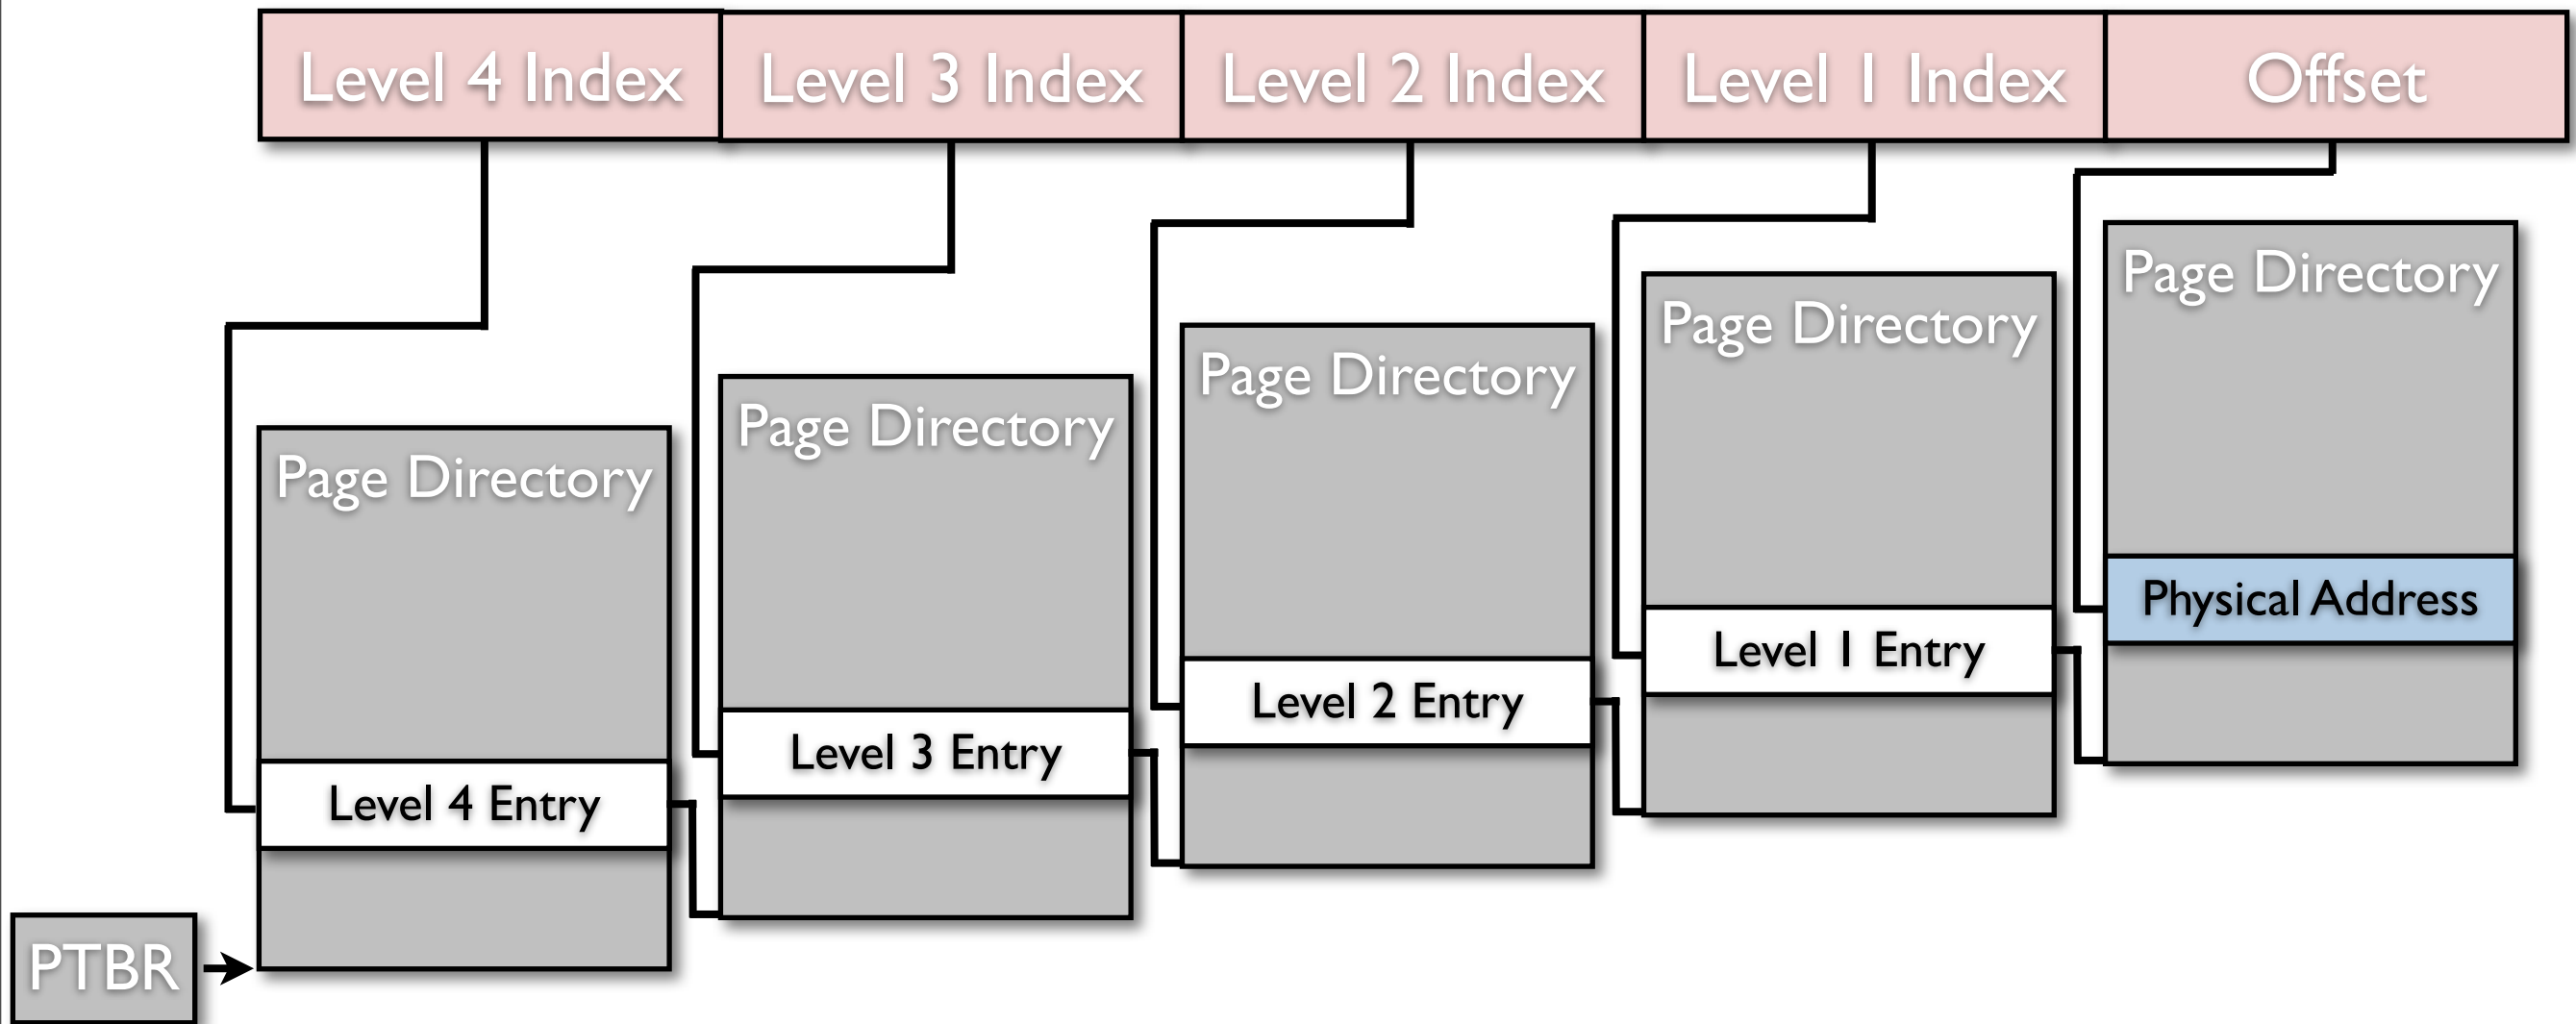 Level 4 Index
Level 3 Index
Level 2 Index
Level 1 Index
Offset
Page Directory
Level 4 Entry
Page Directory
Level 3 Entry
Page Directory
Level 2 Entry
Page Directory
Level 1 Entry
Page Directory
Physical Address
PTBR